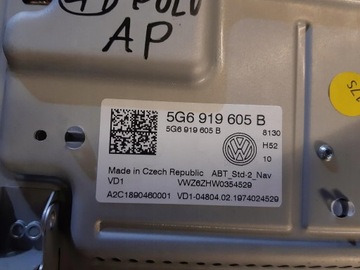 POLO
AP
5G6 919 605 B
5G6 919 605 B
8130
H52
10
Made in Czech Republic ABT_Std-2_Nav
VD1 VWZ6ZHW0354529
A2C1890460001 VD1-04804.02.1974024529